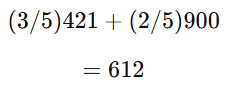 (3/5)421 + (2/5)900
= 612